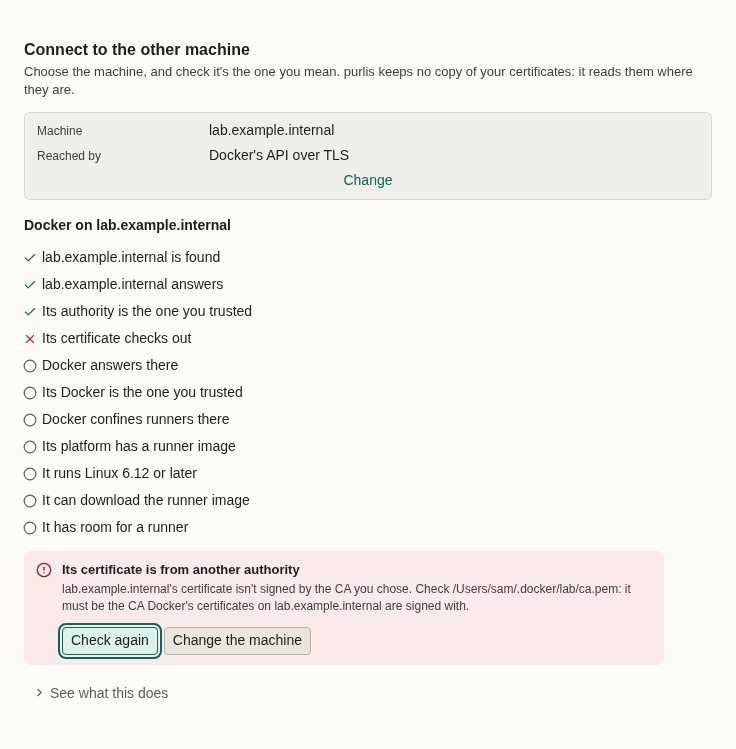 Connect to the other machine
Choose the machine, and check it's the one you mean. purlis keeps no copy of your certificates: it reads them where
they are.
Machine lab.example.internal
Reached by Docker's API over TLS
Change
Docker on lab.example.internal
lab.example.internal is found
lab.example.internal answers
Its authority is the one you trusted
Its certificate checks out
Docker answers there
Its Docker is the one you trusted
Docker confines runners there
Its platform has a runner image
It runs Linux 6.12 or later
It can download the runner image
It has room for a runner
Its certificate is from another authority
lab.example.internal's certificate isn't signed by the CA you chose. Check /Users/sam/.docker/lab/ca.pem: it
must be the CA Docker's certificates on lab.example.internal are signed with.
Check again Change the machine
See what this does